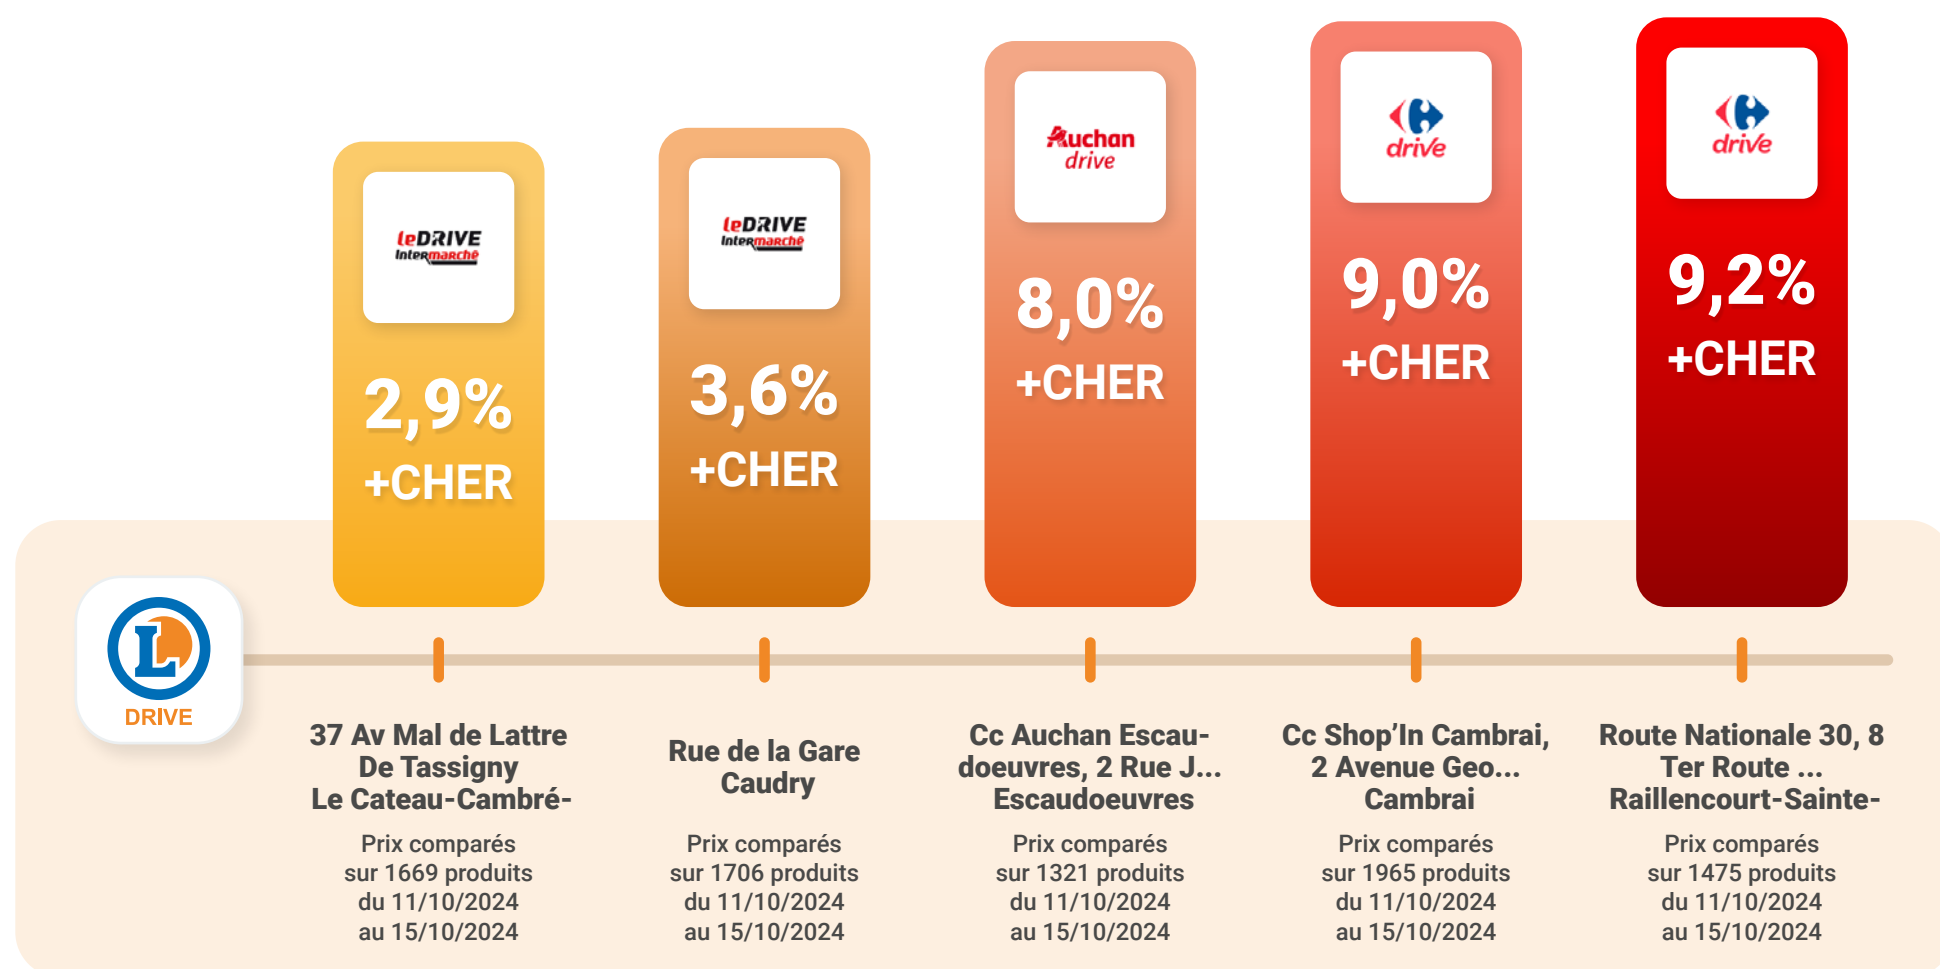 leDRIVE
Intermarché
2,9%
+CHER
leDRIVE
Intermarché
3,6%
+CHER
Auchan
drive
8,0%
+CHER
drive
9,0%
+CHER
drive
9,2%
+CHER
L
DRIVE
37 Av Mal de Lattre
De Tassigny
Le Cateau-Cambré-
Prix comparés
sur 1669 produits
du 11/10/2024
au 15/10/2024
Rue de la Gare
Caudry
Prix comparés
sur 1706 produits
du 11/10/2024
au 15/10/2024
Cc Auchan Escau-
doeuvres, 2 Rue J...
Escaudoeuvres
Prix comparés
sur 1321 produits
du 11/10/2024
au 15/10/2024
Cc Shop'In Cambrai,
2 Avenue Geo...
Cambrai
Prix comparés
sur 1965 produits
du 11/10/2024
au 15/10/2024
Route Nationale 30, 8
Ter Route ...
Raillencourt-Sainte-
Prix comparés
sur 1475 produits
du 11/10/2024
au 15/10/2024